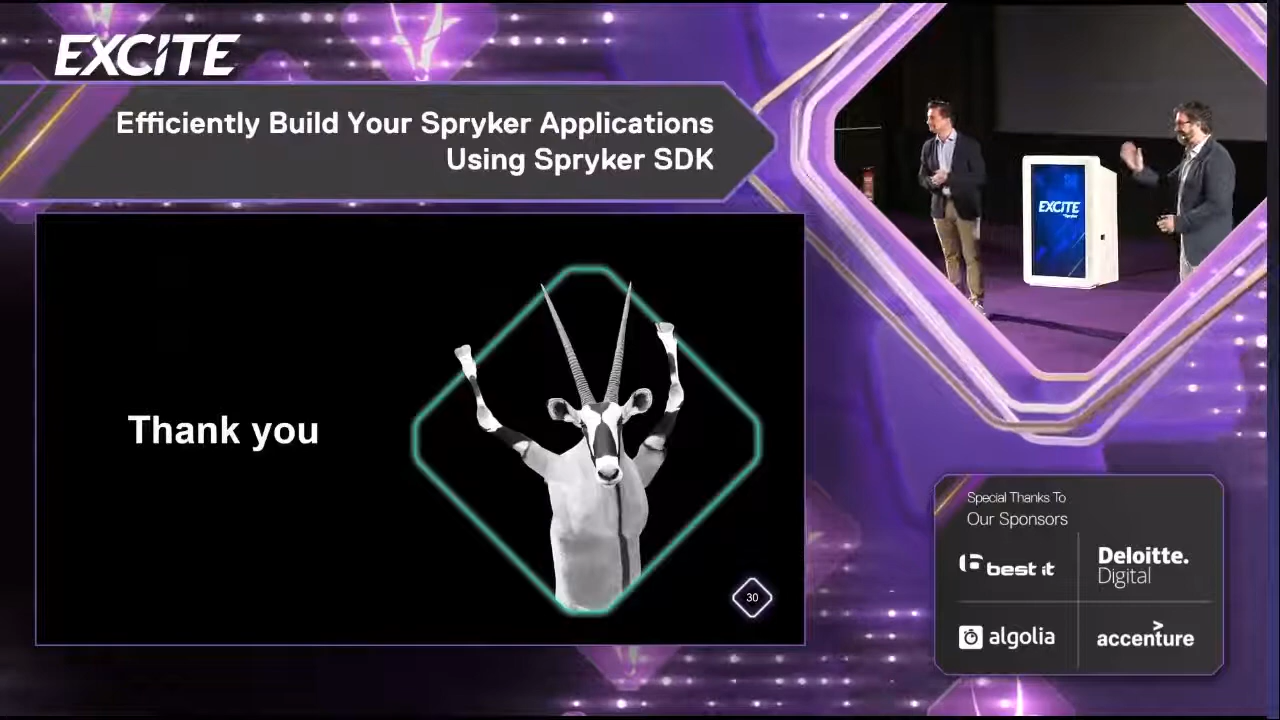 EXCITE
Efficiently Build Your Spryker Applications
Using Spryker SDK
EXCITE
Thank you
30
Special Thanks To
Our Sponsors
best it
Deloitte.
Digital
algolia
accenture